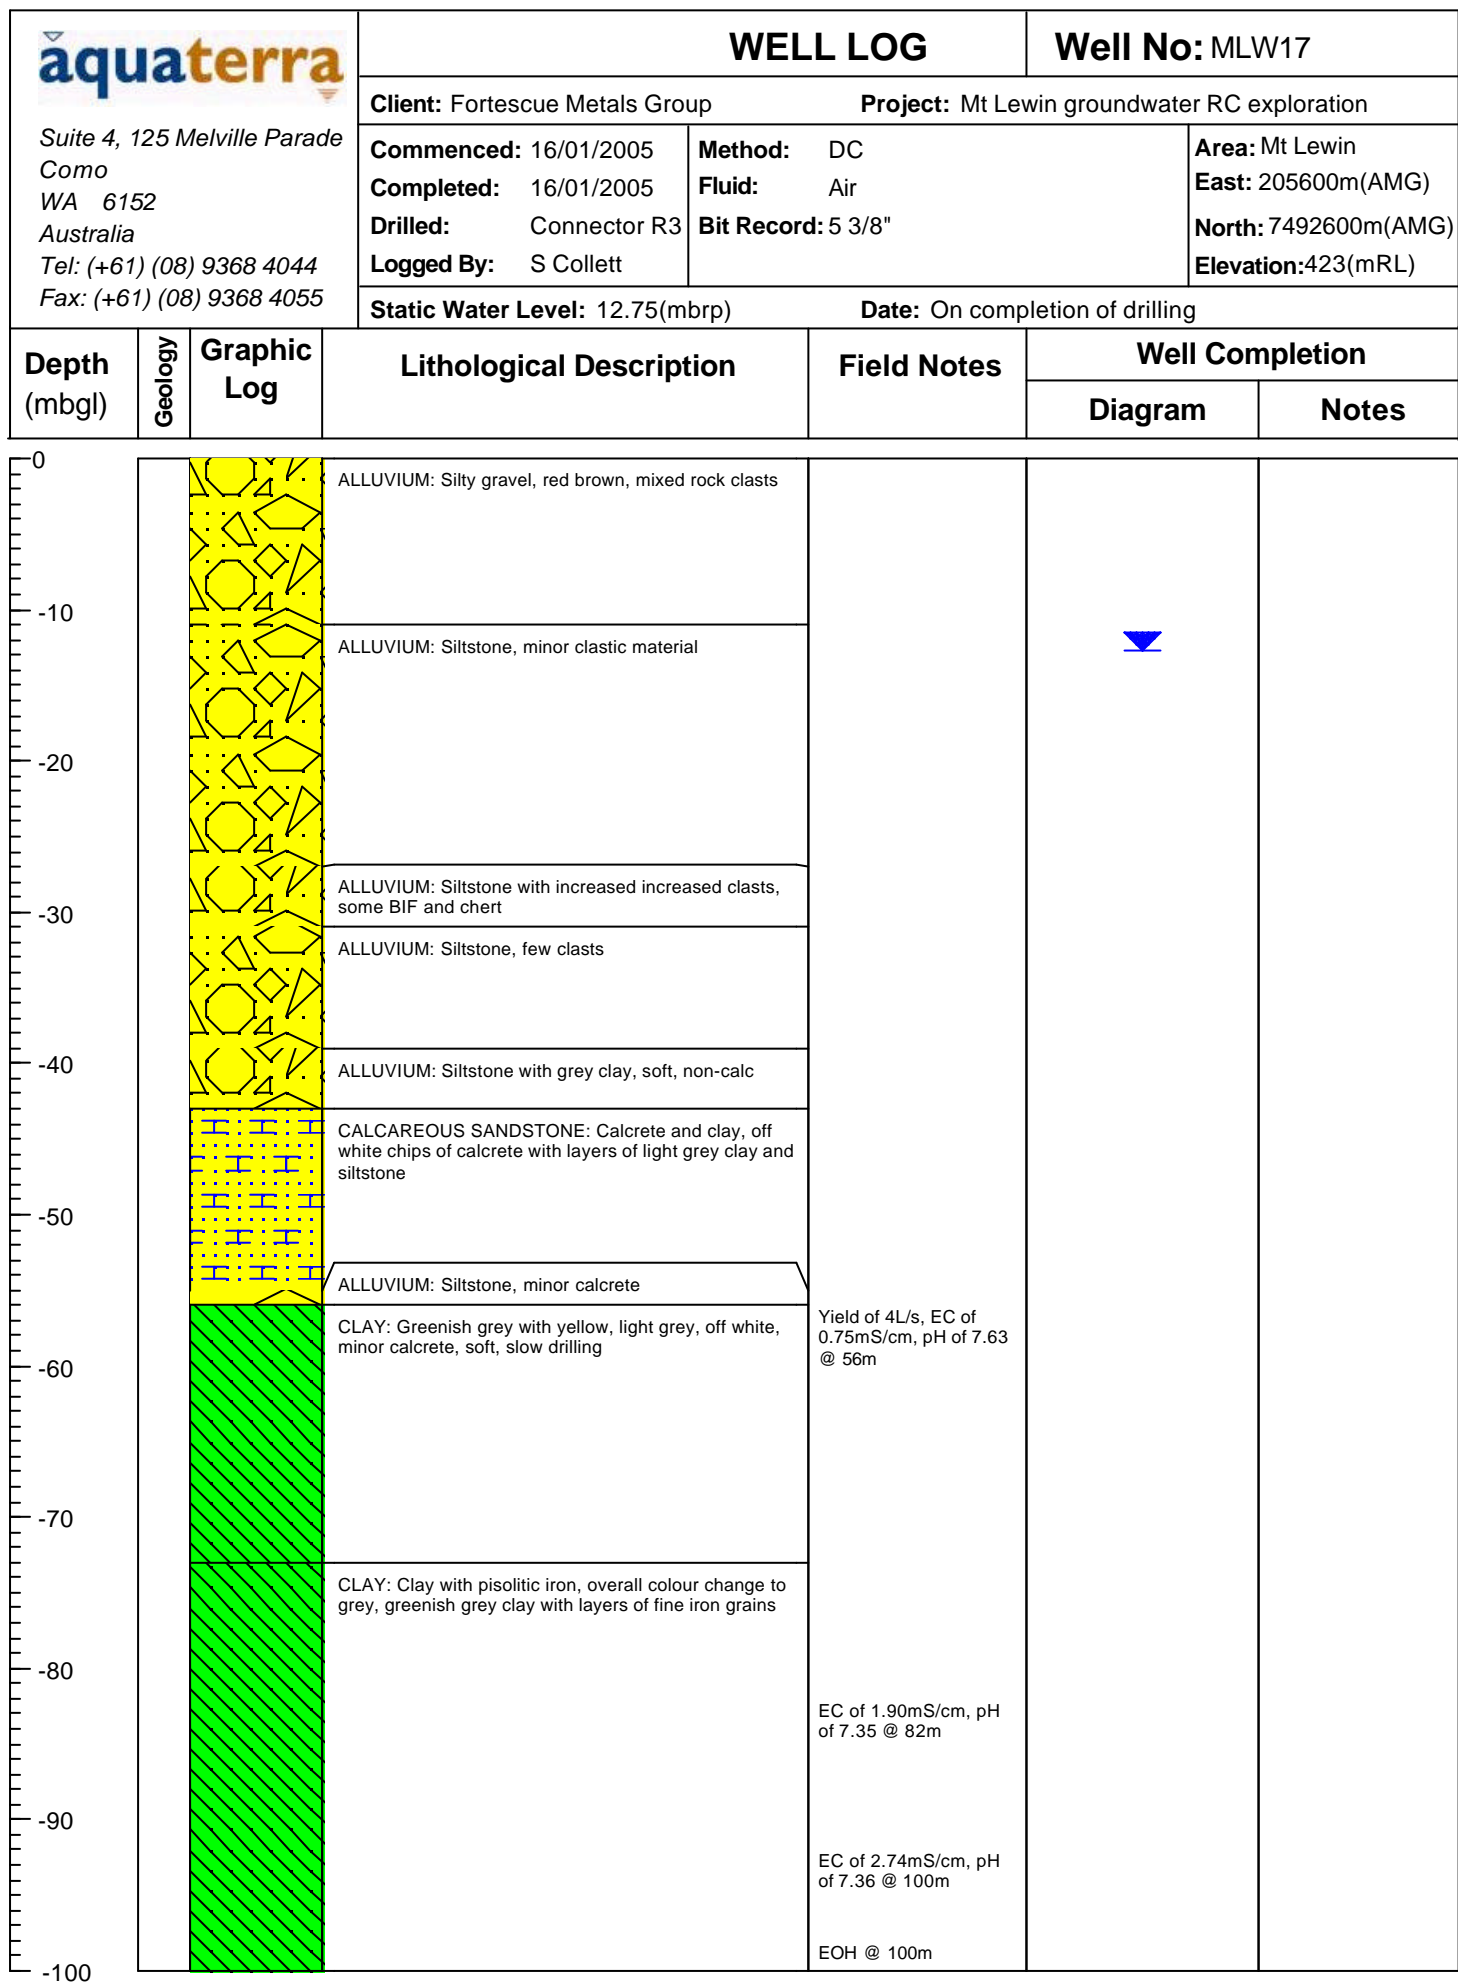 aquaterra
Suite 4, 125 Melville Parade
Como
WA 6152
Australia
Tel: (+61) (08) 9368 4044
Fax: (+61) (08) 9368 4055
WELL LOG
Well No: MLW17
Client: Fortescue Metals Group
Project: Mt Lewin groundwater RC exploration
Commenced: 16/01/2005
Completed: 16/01/2005
Drilled: Connector R3
Logged By: S Collett
Method: DC
Fluid: Air
Bit Record: 5 3/8"
Area: Mt Lewin
East: 205600m(AMG)
North: 7492600m(AMG)
Elevation: 423(mRL)
Static Water Level: 12.75(mbrp)
Date: On completion of drilling
Depth
(mbgl)
Geology
Graphic
Log
Lithological Description
Field Notes
Well Completion
Diagram
Notes
0
ALLUVIUM: Silty gravel, red brown, mixed rock clasts
-10
ALLUVIUM: Siltstone, minor clastic material
-20
ALLUVIUM: Siltstone with increased increased clasts,
some BIF and chert
-30
ALLUVIUM: Siltstone, few clasts
-40
ALLUVIUM: Siltstone with grey clay, soft, non-calc
CALCAREOUS SANDSTONE: Calcrete and clay, off
white chips of calcrete with layers of light grey clay and
siltstone
-50
ALLUVIUM: Siltstone, minor calcrete
CLAY: Greenish grey with yellow, light grey, off white,
minor calcrete, soft, slow drilling
Yield of 4L/s, EC of
0.75mS/cm, pH of 7.63
@ 56m
-60
-70
CLAY: Clay with pisolitic iron, overall colour change to
grey, greenish grey clay with layers of fine iron grains
-80
EC of 1.90mS/cm, pH
of 7.35 @ 82m
-90
EC of 2.74mS/cm, pH
of 7.36 @ 100m
EOH @ 100m
-100